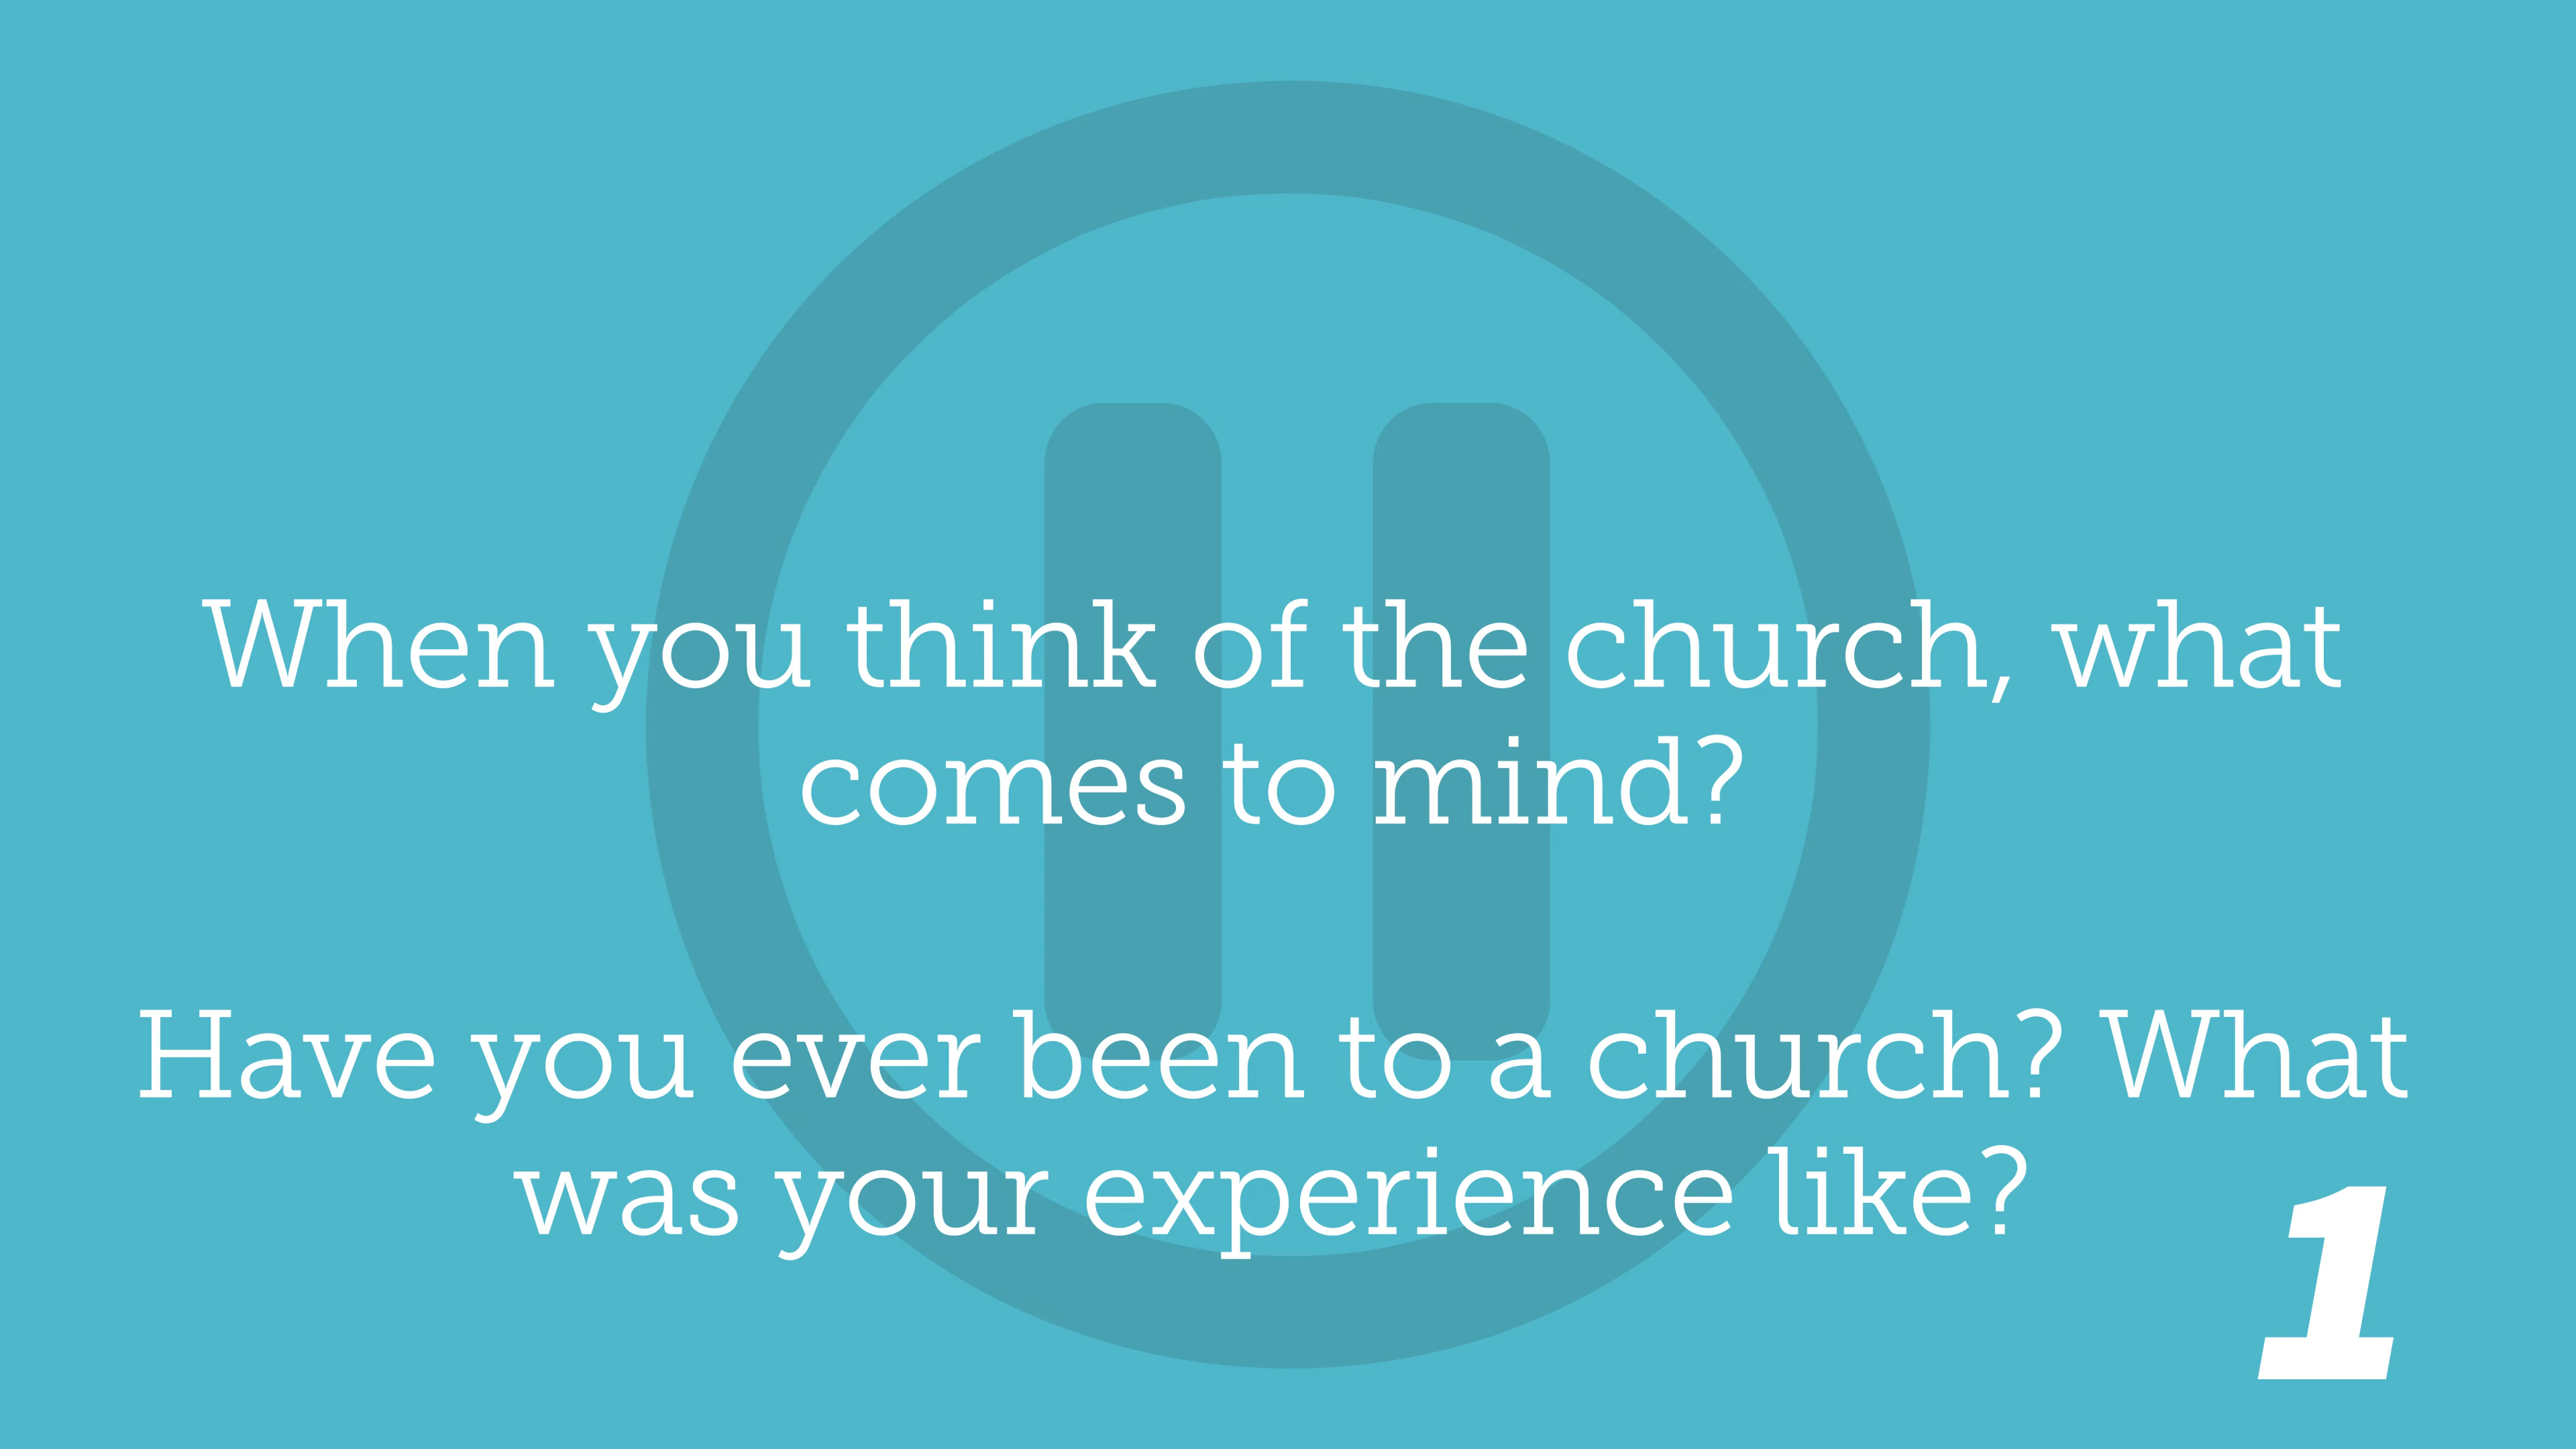 When you think of the church, what
comes to mind?
Have you ever been to a church? What
was your experience like?
1